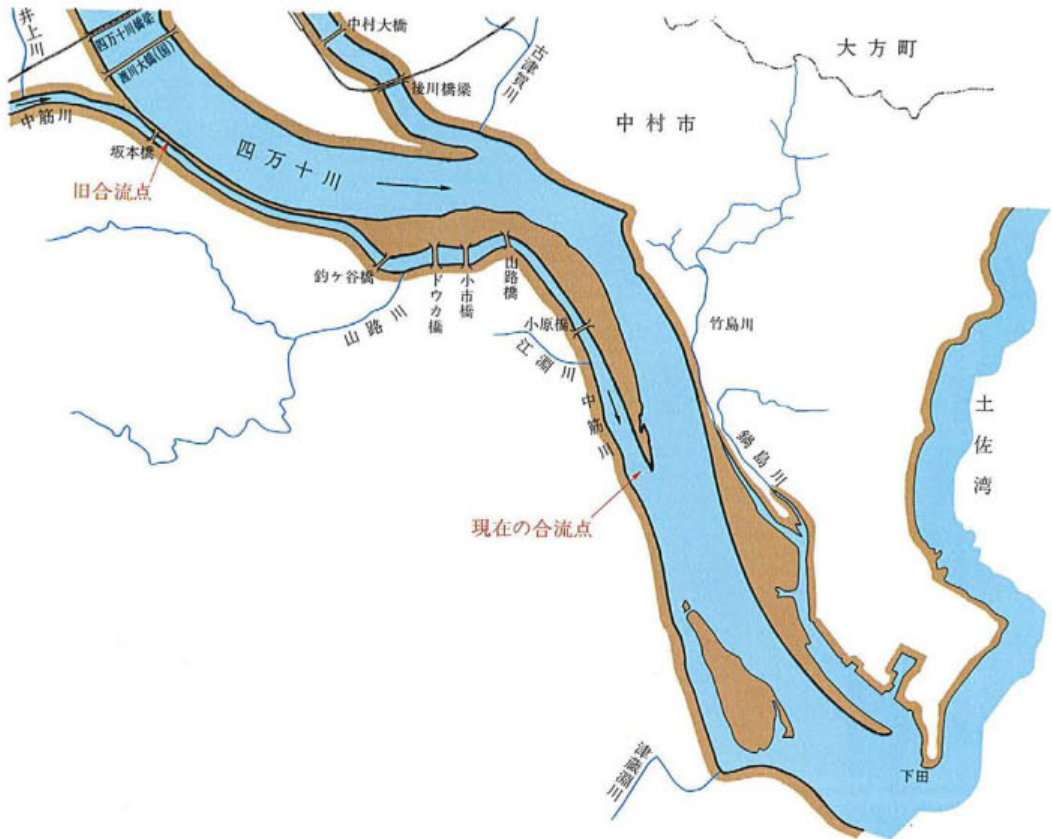 井上川
四万十川橋梁
渡川大橋(国)
中村大橋
後川橋梁
古津賀川
大方町
中村市
中筋川
坂本橋
旧合流点
四万十川
釣ケ谷橋
ドウカ橋
小市橋
山路橋
山路川
小原橋
江淵川
中筋川
竹島川
鍋島川
土佐湾
現在の合流点
津蔵淵川
下田